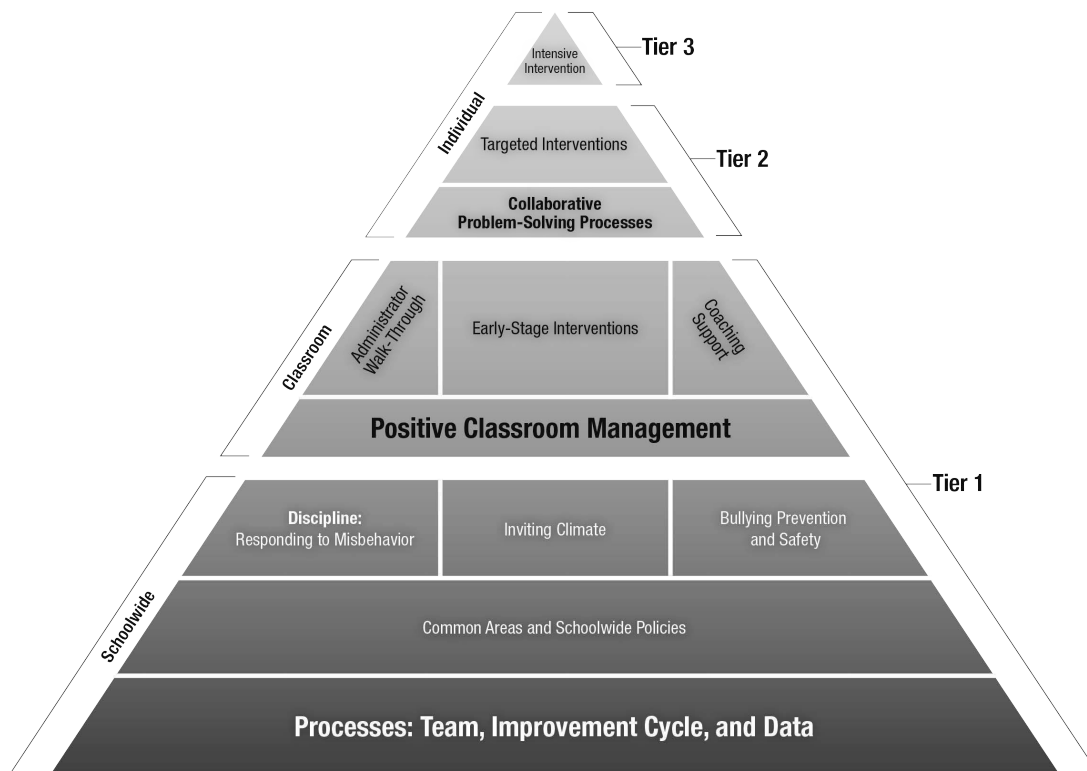 Intensive
Intervention
Tier 3
Individual
Targeted Interventions
Tier 2
Collaborative
Problem-Solving Processes
Classroom
Administrator
Walk-Through
Early-Stage Interventions
Coaching
Support
Positive Classroom Management
Tier 1
Schoolwide
Discipline:
Responding to Misbehavior
Inviting Climate
Bullying Prevention
and Safety
Common Areas and Schoolwide Policies
Processes: Team, Improvement Cycle, and Data